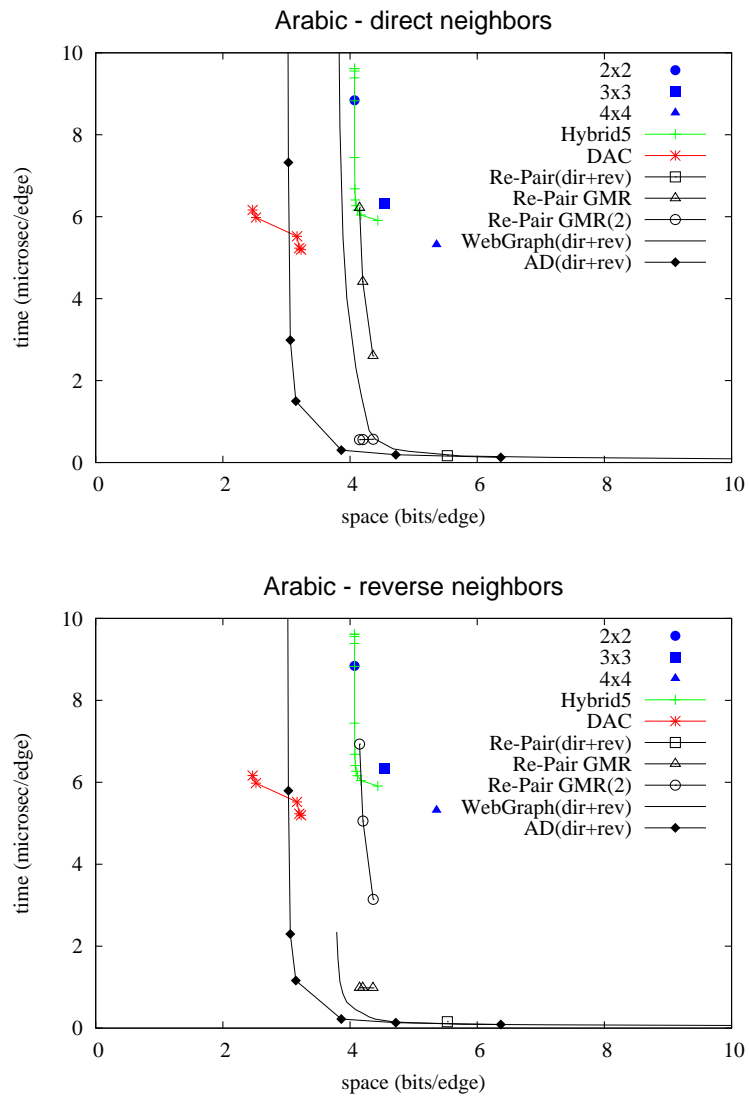 Arabic - direct neighbors
10
8
6
4
2
0
0 2 4 6 8 10
time (microsec/edge)
space (bits/edge)
2x2
3x3
4x4
Hybrid5
DAC
Re-Pair(dir+rev)
Re-Pair GMR
Re-Pair GMR(2)
WebGraph(dir+rev)
AD(dir+rev)
Arabic - reverse neighbors
10
8
6
4
2
0
0 2 4 6 8 10
time (microsec/edge)
space (bits/edge)
2x2
3x3
4x4
Hybrid5
DAC
Re-Pair(dir+rev)
Re-Pair GMR
Re-Pair GMR(2)
WebGraph(dir+rev)
AD(dir+rev)